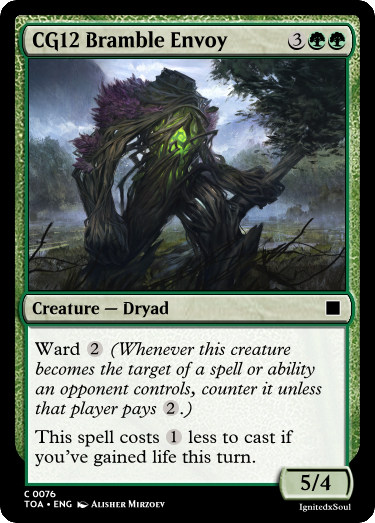 CG12 Bramble Envoy 3
Creature — Dryad
Ward 2 (Whenever this creature
becomes the target of a spell or ability
an opponent controls, counter it unless
that player pays 2.)
This spell costs 1 less to cast if
you've gained life this turn.
5/4
C 0076
TOA • ENG Alisher Mirzoev
IgnitedxSoul